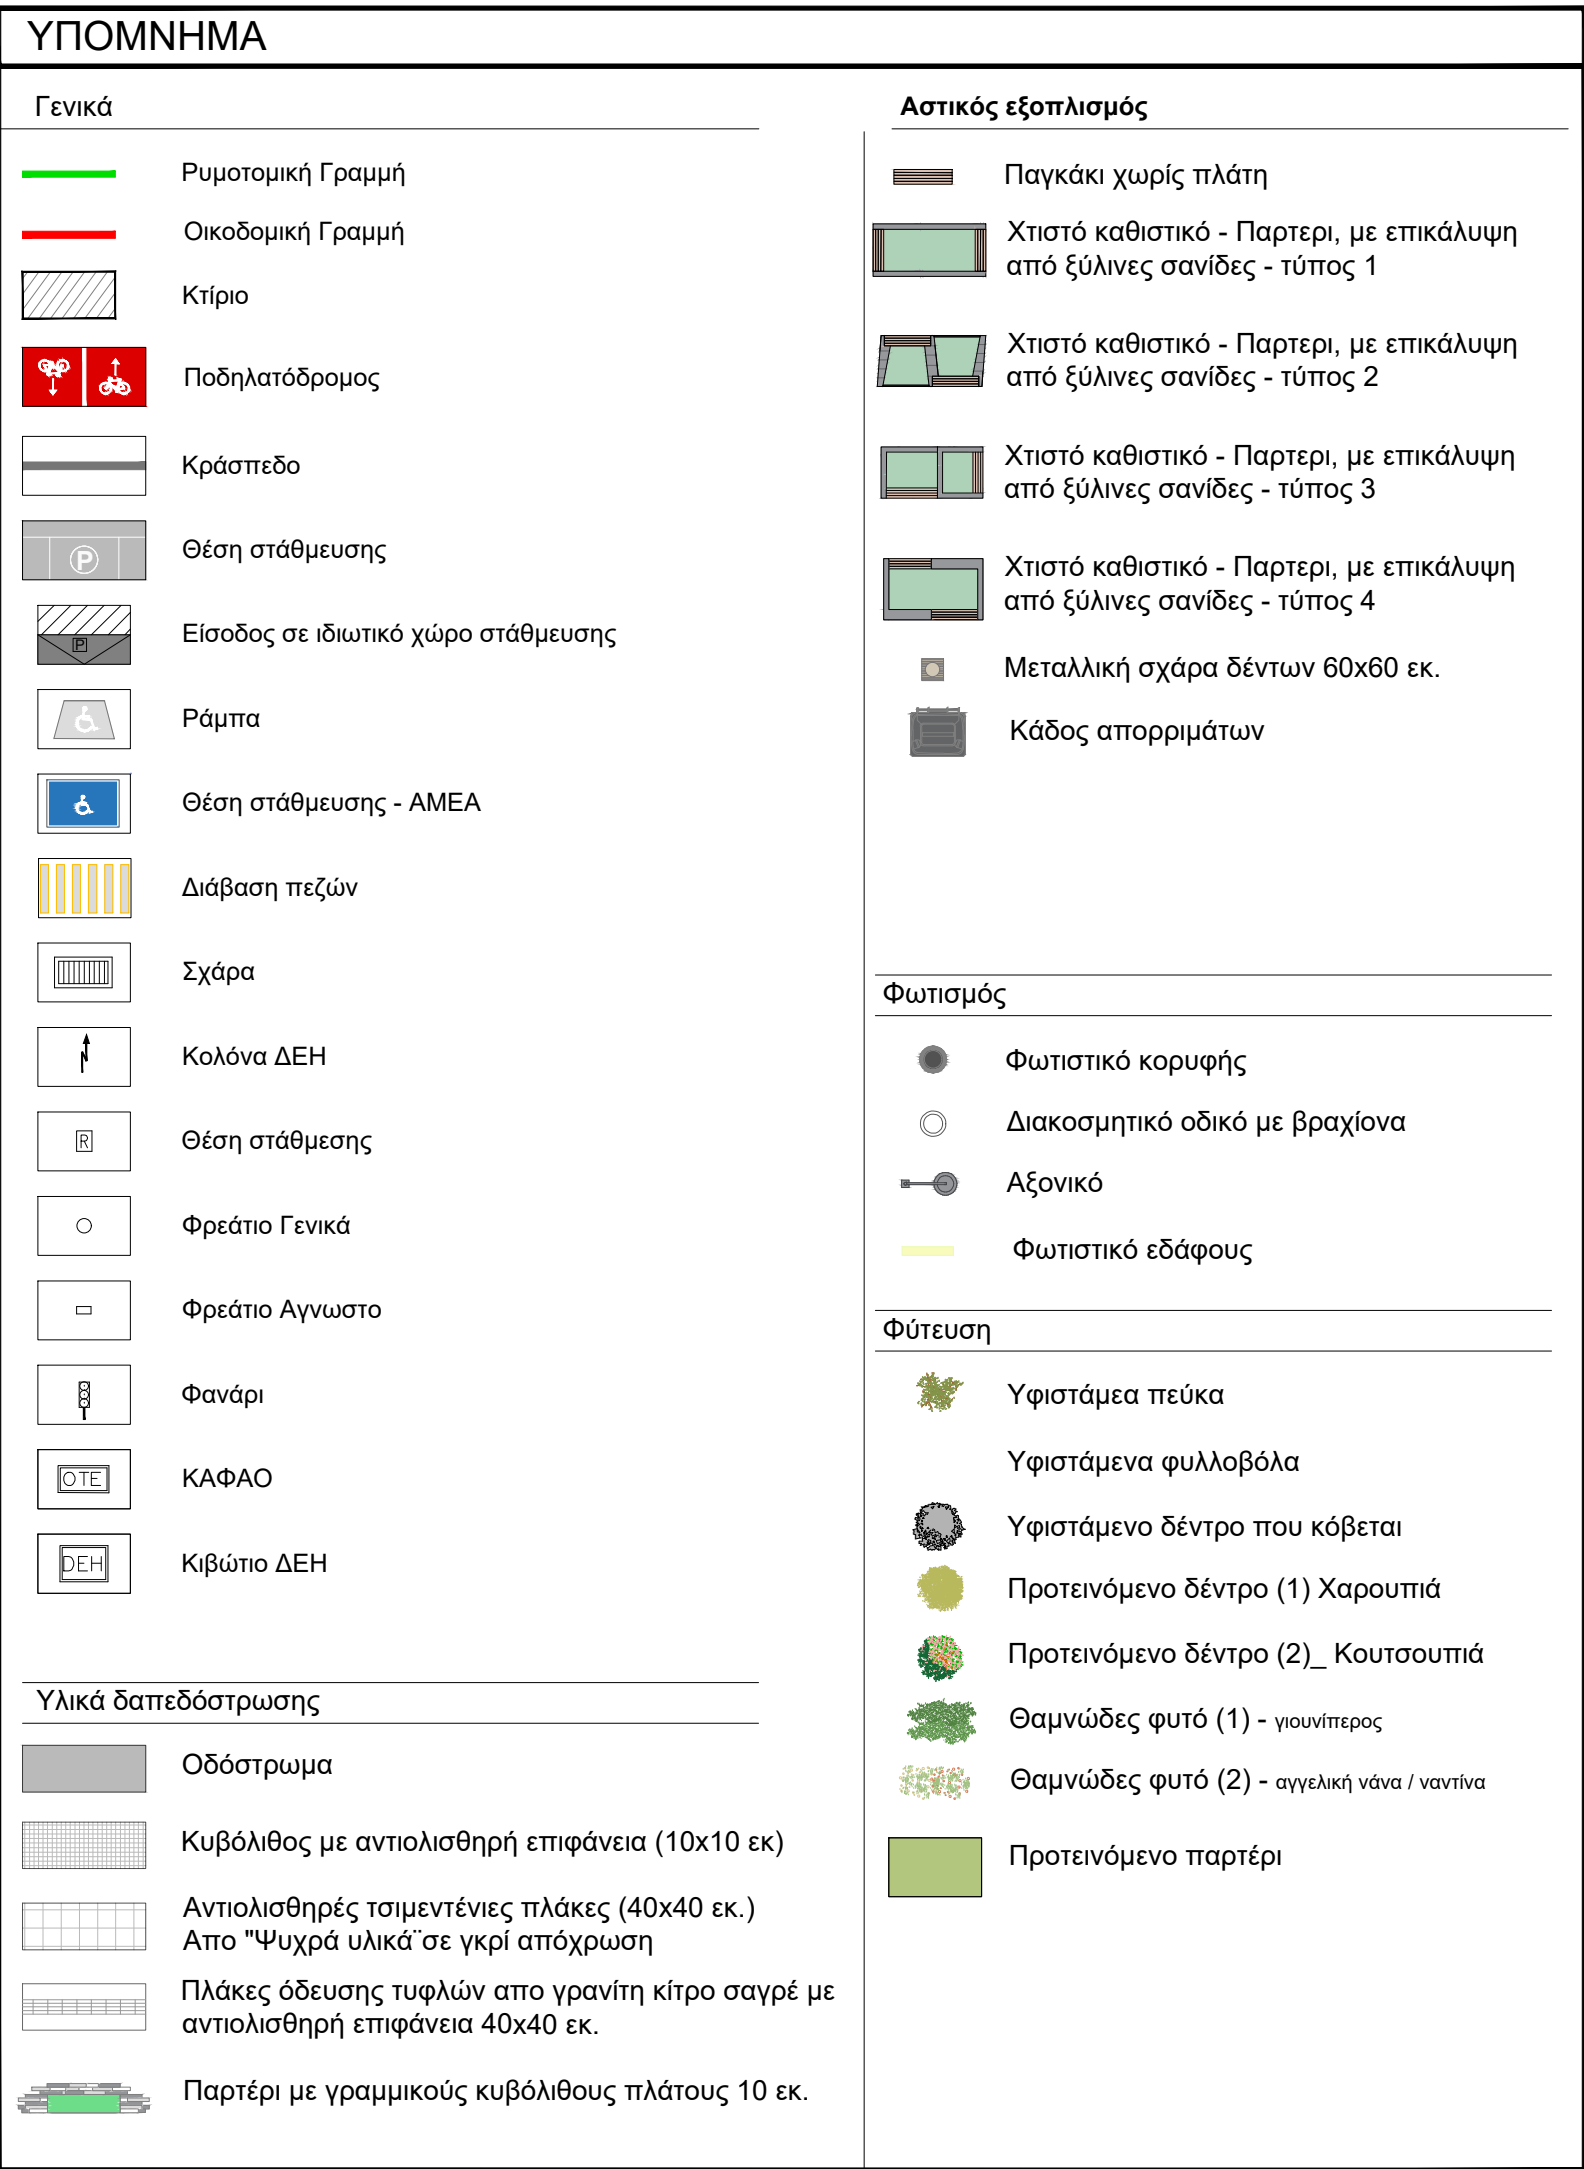 ΥΠΟΜΝΗΜΑ
Γενικά
Ρυμοτομική Γραμμή
Οικοδομική Γραμμή
Κτίριο
Ποδηλατόδρομος
Κράσπεδο
P
Θέση στάθμευσης
P
Είσοδος σε ιδιωτικό χώρο στάθμευσης
Ράμπα
Θέση στάθμευσης - ΑΜΕΑ
Διάβαση πεζών
Σχάρα
Κολόνα ΔΕΗ
R
Θέση στάθμεσης
Φρεάτιο Γενικά
Φρεάτιο Αγνωστο
Φανάρι
OTE
ΚΑΦΑΟ
DEH
Κιβώτιο ΔΕΗ
Υλικά δαπεδόστρωσης
Οδόστρωμα
Κυβόλιθος με αντιολισθηρή επιφάνεια (10x10 εκ)
Αντιολισθηρές τσιμεντένιες πλάκες (40x40 εκ.)
Απο "Ψυχρά υλικά¨σε γκρί απόχρωση
Πλάκες όδευσης τυφλών απο γρανίτη κίτρο σαγρέ με
αντιολισθηρή επιφάνεια 40x40 εκ.
Παρτέρι με γραμμικούς κυβόλιθους πλάτους 10 εκ.
Αστικός εξοπλισμός
Παγκάκι χωρίς πλάτη
Χτιστό καθιστικό - Παρτερι, με επικάλυψη
από ξύλινες σανίδες - τύπος 1
Χτιστό καθιστικό - Παρτερι, με επικάλυψη
από ξύλινες σανίδες - τύπος 2
Χτιστό καθιστικό - Παρτερι, με επικάλυψη
από ξύλινες σανίδες - τύπος 3
Χτιστό καθιστικό - Παρτερι, με επικάλυψη
από ξύλινες σανίδες - τύπος 4
Μεταλλική σχάρα δέντων 60x60 εκ.
Κάδος απορριμάτων
Φωτισμός
Φωτιστικό κορυφής
Διακοσμητικό οδικό με βραχίονα
Αξονικό
Φωτιστικό εδάφους
Φύτευση
Υφιστάμεα πεύκα
Υφιστάμενα φυλλοβόλα
Υφιστάμενο δέντρο που κόβεται
Προτεινόμενο δέντρο (1) Χαρουπιά
Προτεινόμενο δέντρο (2)_ Κουτσουπιά
Θαμνώδες φυτό (1) - γιουνίπερος
Θαμνώδες φυτό (2) - αγγελική νάνα / ναντίνα
Προτεινόμενο παρτέρι